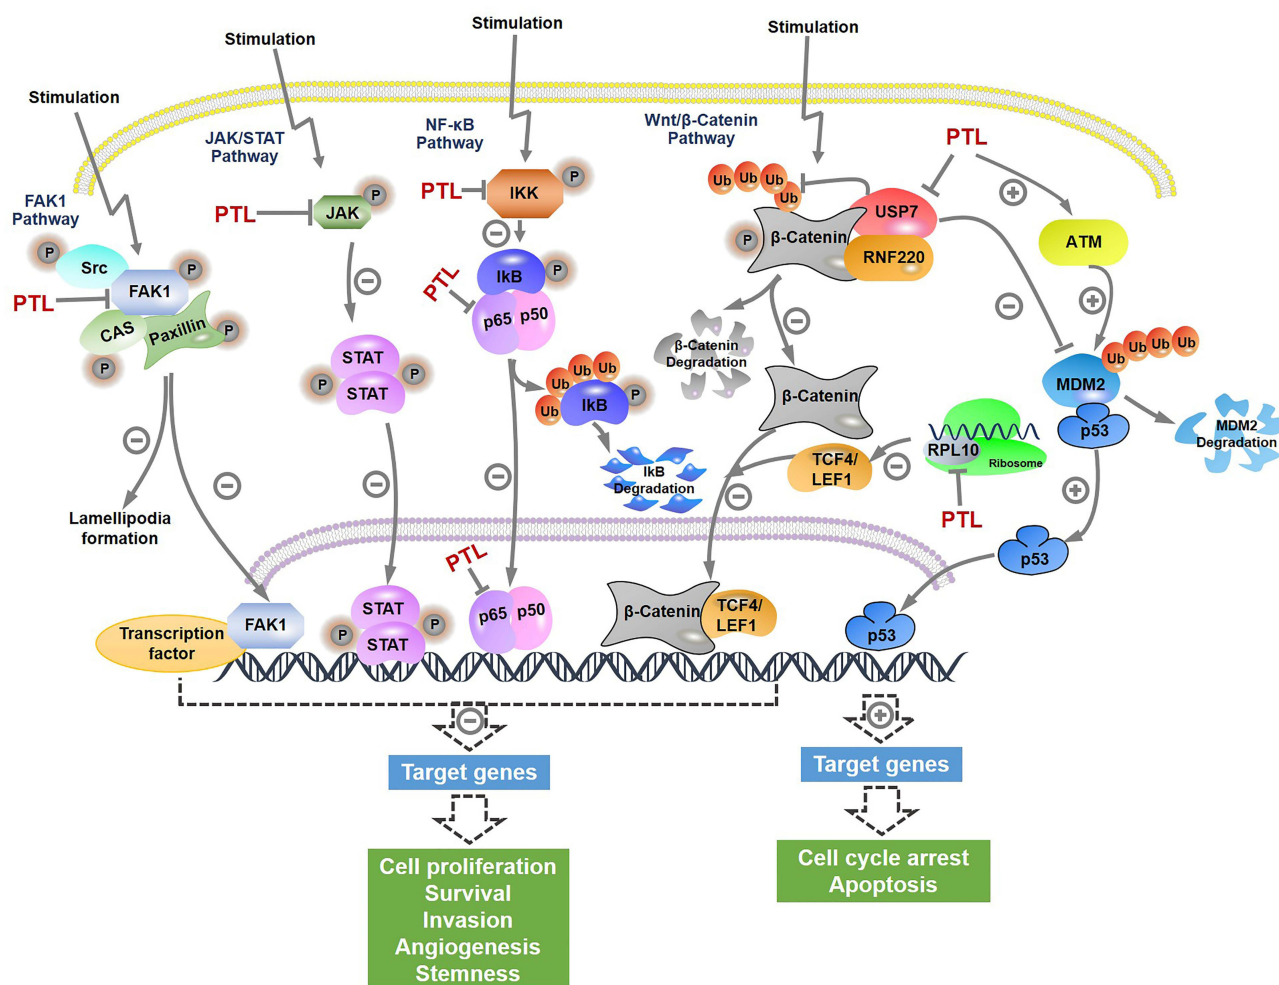 Stimulation
Stimulation
Stimulation
Stimulation
FAK1
Pathway
JAK/STAT
Pathway
NF-κB
Pathway
Wnt/β-Catenin
Pathway
PTL
P
Src
P
FAK1
PTL
CAS
Paxillin
P
P
−
Lamellipodia
formation
−
PTL
JAK
P
−
STAT
STAT
P
P
−
PTL
IKK
P
−
PTL
IkB
P
p65
p50
Ub
Ub
Ub
Ub
IkB
P
IkB
Degradation
−
Ub
Ub
Ub
Ub
P
β-Catenin
USP7
RNF220
β-Catenin
Degradation
−
β-Catenin
TCF4/
LEF1
−
−
RPL10
Ribosome
PTL
+
ATM
−
+
Ub
Ub
Ub
Ub
MDM2
p53
MDM2
Degradation
+
p53
Transcription
factor
FAK1
STAT
STAT
P
P
PTL
p65
p50
β-Catenin
TCF4/
LEF1
p53
−
+
Target genes
Target genes
Cell proliferation
Survival
Invasion
Angiogenesis
Stemness
Cell cycle arrest
Apoptosis